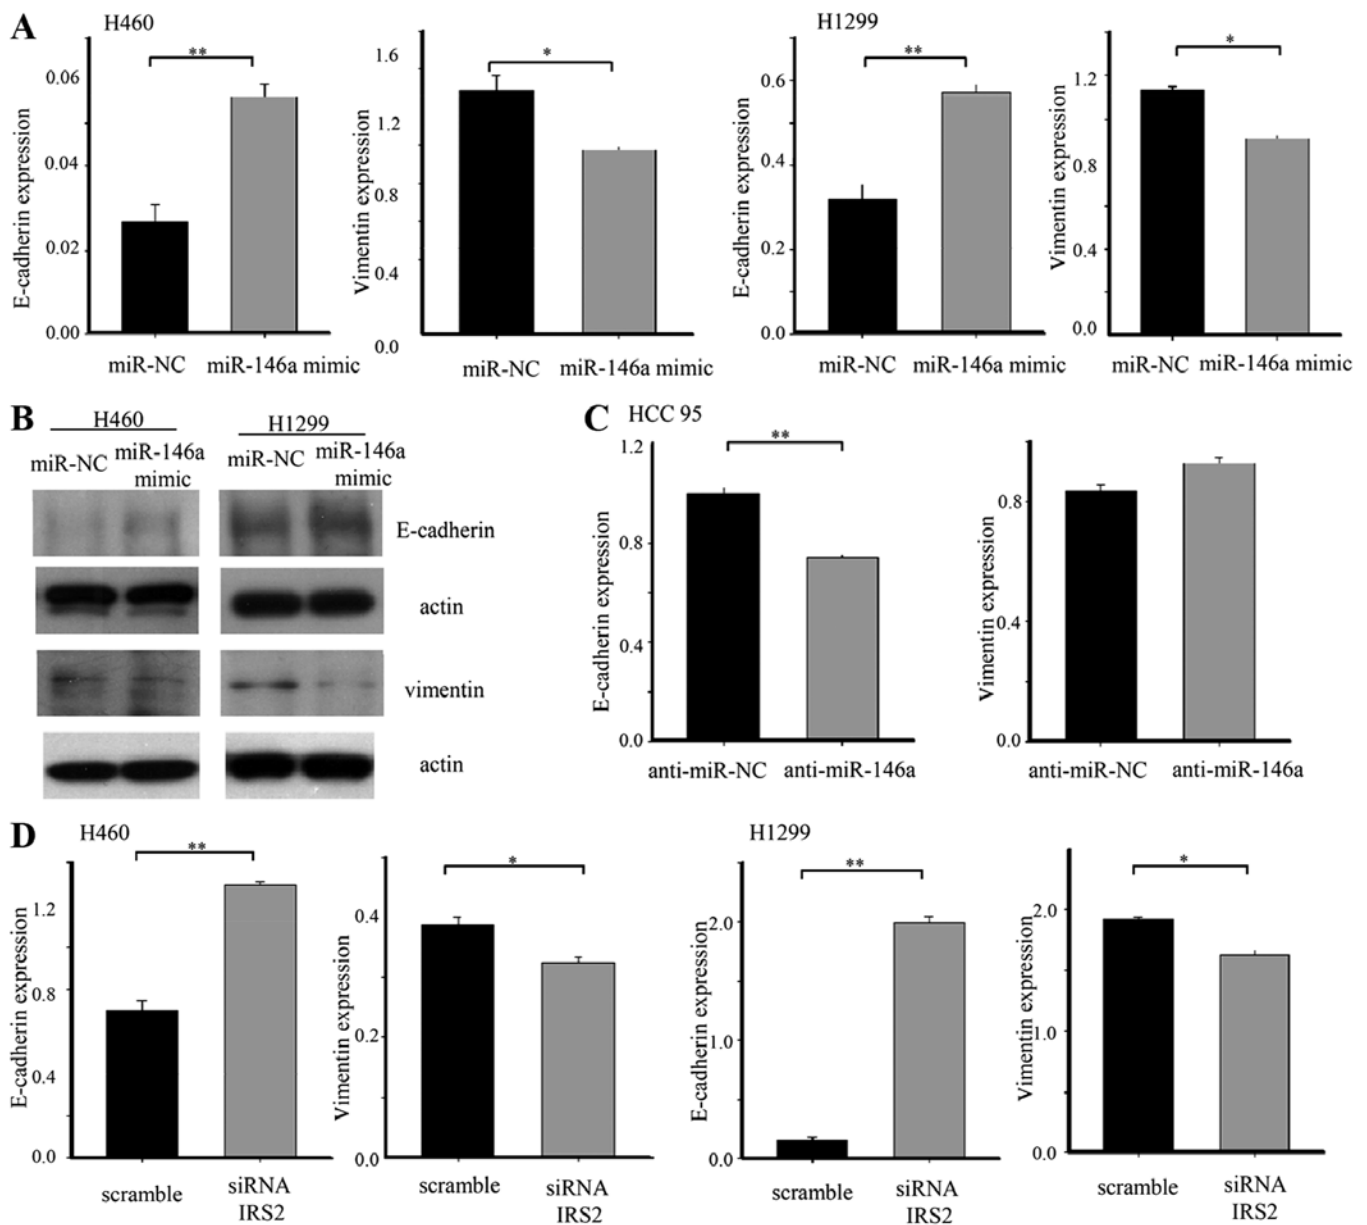 A H460
**
0.06
0.04
0.02
0.00
E-cadherin expression
miR-NC miR-146a mimic
*
1.6
1.2
0.8
0.4
0.0
Vimentin expression
miR-NC miR-146a mimic
H1299
**
0.6
0.4
0.2
0.0
E-cadherin expression
miR-NC miR-146a mimic
*
1.2
0.8
0.4
0.0
Vimentin expression
miR-NC miR-146a mimic
B
H460
miR-NC miR-146a
mimic
H1299
miR-NC miR-146a
mimic
E-cadherin
actin
vimentin
actin
C HCC 95
**
1.2
0.8
0.4
0.0
E-cadherin expression
anti-miR-NC anti-miR-146a
0.8
0.4
0.0
Vimentin expression
anti-miR-NC anti-miR-146a
D H460
**
1.2
0.8
0.4
0.0
E-cadherin expression
scramble siRNA
IRS2
*
0.4
0.2
0.0
Vimentin expression
scramble siRNA
IRS2
H1299
**
2.0
1.0
0.0
E-cadherin expression
scramble siRNA
IRS2
*
2.0
1.0
0.0
Vimentin expression
scramble siRNA
IRS2